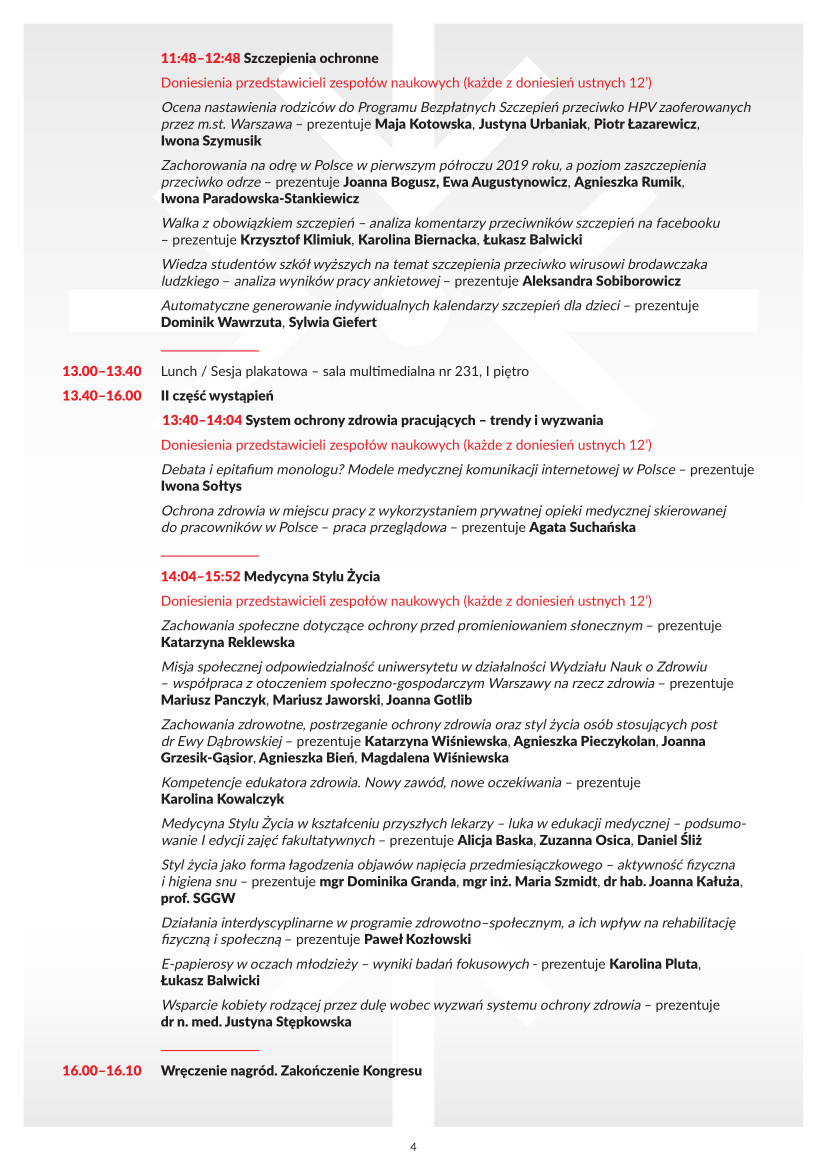 11:48–12:48 Szczepienia ochronne
Doniesienia przedstawicieli zespołów naukowych (każde z doniesień ustnych 12’)
Ocena nastawienia rodziców do Programu Bezpłatnych Szczepień przeciwko HPV zaoferowanych
przez m.st. Warszawa – prezentuje Maja Kotowska, Justyna Urbaniak, Piotr Łazarewicz,
Iwona Szymusik
Zachorowania na odrę w Polsce w pierwszym półroczu 2019 roku, a poziom zaszczepienia
przeciwko odrze – prezentuje Joanna Bogusz, Ewa Augustynowicz, Agnieszka Rumik,
Iwona Paradowska-Stankiewicz
Walka z obowiązkiem szczepień – analiza komentarzy przeciwników szczepień na facebooku
– prezentuje Krzysztof Klimiuk, Karolina Biernacka, Łukasz Balwicki
Wiedza studentów szkół wyższych na temat szczepienia przeciwko wirusowi brodawczaka
ludzkiego – analiza wyników pracy ankietowej – prezentuje Aleksandra Sobiborowicz
Automatyczne generowanie indywidualnych kalendarzy szczepień dla dzieci – prezentuje
Dominik Wawrzuta, Sylwia Giefert
13.00–13.40 Lunch / Sesja plakatowa – sala multimedialna nr 231, I piętro
13.40–16.00 II część wystąpień
13:40–14:04 System ochrony zdrowia pracujących – trendy i wyzwania
Doniesienia przedstawicieli zespołów naukowych (każde z doniesień ustnych 12’)
Debata i epitafium monologu? Modele medycznej komunikacji internetowej w Polsce – prezentuje
Iwona Sołtys
Ochrona zdrowia w miejscu pracy z wykorzystaniem prywatnej opieki medycznej skierowanej
do pracowników w Polsce – praca przeglądowa – prezentuje Agata Suchańska
14:04–15:52 Medycyna Stylu Życia
Doniesienia przedstawicieli zespołów naukowych (każde z doniesień ustnych 12’)
Zachowania społeczne dotyczące ochrony przed promieniowaniem słonecznym – prezentuje
Katarzyna Reklewska
Misja społecznej odpowiedzialność uniwersytetu w działalności Wydziału Nauk o Zdrowiu
– współpraca z otoczeniem społeczno-gospodarczym Warszawy na rzecz zdrowia – prezentuje
Mariusz Panczyk, Mariusz Jaworski, Joanna Gotlib
Zachowania zdrowotne, postrzeganie ochrony zdrowia oraz styl życia osób stosujących post
dr Ewy Dąbrowskiej – prezentuje Katarzyna Wiśniewska, Agnieszka Pieczykolan, Joanna
Grzesik-Gąsior, Agnieszka Bień, Magdalena Wiśniewska
Kompetencje edukatora zdrowia. Nowy zawód, nowe oczekiwania – prezentuje
Karolina Kowalczyk
Medycyna Stylu Życia w kształceniu przyszłych lekarzy – luka w edukacji medycznej – podsumo-
wanie I edycji zajęć fakultatywnych – prezentuje Alicja Baska, Zuzanna Osica, Daniel Śliż
Styl życia jako forma łagodzenia objawów napięcia przedmiesiączkowego – aktywność fizyczna
i higiena snu – prezentuje mgr Dominika Granda, mgr inż. Maria Szmidt, dr hab. Joanna Kałuża,
prof. SGGW
Działania interdyscyplinarne w programie zdrowotno–społecznym, a ich wpływ na rehabilitację
fizyczną i społeczną – prezentuje Paweł Kozłowski
E-papierosy w oczach młodzieży – wyniki badań fokusowych - prezentuje Karolina Pluta,
Łukasz Balwicki
Wsparcie kobiety rodzącej przez dulę wobec wyzwań systemu ochrony zdrowia – prezentuje
dr n. med. Justyna Stępkowska
16.00–16.10 Wręczenie nagród. Zakończenie Kongresu
4